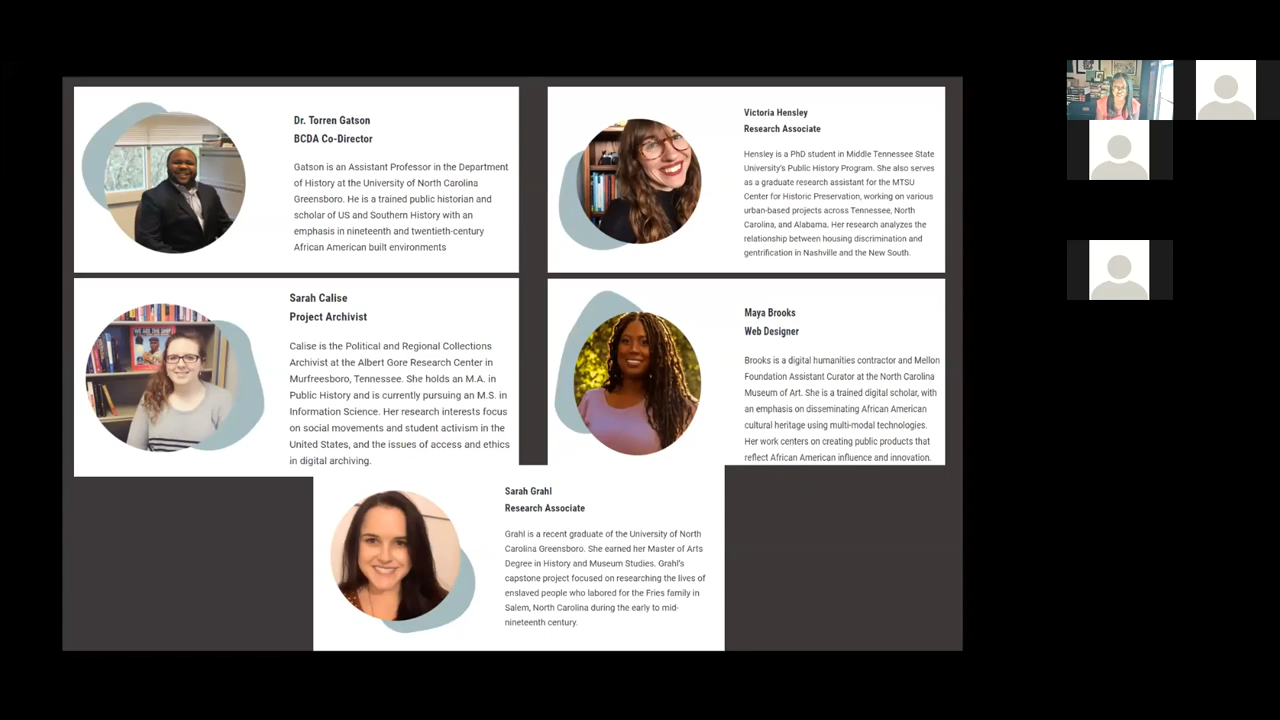 Dr. Torren Gatson
BCDA Co-Director
Gatson is an Assistant Professor in the Department
of History at the University of North Carolina
Greensboro. He is a trained public historian and
scholar of US and Southern History with an
emphasis in nineteenth and twentieth-century
African American built environments
Victoria Hensley
Research Associate
Hensley is a PhD student in Middle Tennessee State
University's Public History Program. She also serves
as a graduate research assistant for the MTSU
Center for Historic Preservation, working on various
urban-based projects across Tennessee, North
Carolina, and Alabama. Her research analyzes the
relationship between housing discrimination and
gentrification in Nashville and the New South.
Sarah Calise
Project Archivist
Calise is the Political and Regional Collections
Archivist at the Albert Gore Research Center in
Murfreesboro, Tennessee. She holds an M.A. in
Public History and is currently pursuing an M.S. in
Information Science. Her research interests focus
on social movements and student activism in the
United States, and the issues of access and ethics
in digital archiving.
WE ARE THE SHIP
Maya Brooks
Web Designer
Brooks is a digital humanities contractor and Mellon
Foundation Assistant Curator at the North Carolina
Museum of Art. She is a trained digital scholar, with
an emphasis on disseminating African American
cultural heritage using multi-modal technologies.
Her work centers on creating public products that
reflect African American influence and innovation.
Sarah Grahl
Research Associate
Grahl is a recent graduate of the University of North
Carolina Greensboro. She earned her Master of Arts
Degree in History and Museum Studies. Grahl's
capstone project focused on researching the lives of
enslaved people who labored for the Fries family in
Salem, North Carolina during the early to mid-
nineteenth century.